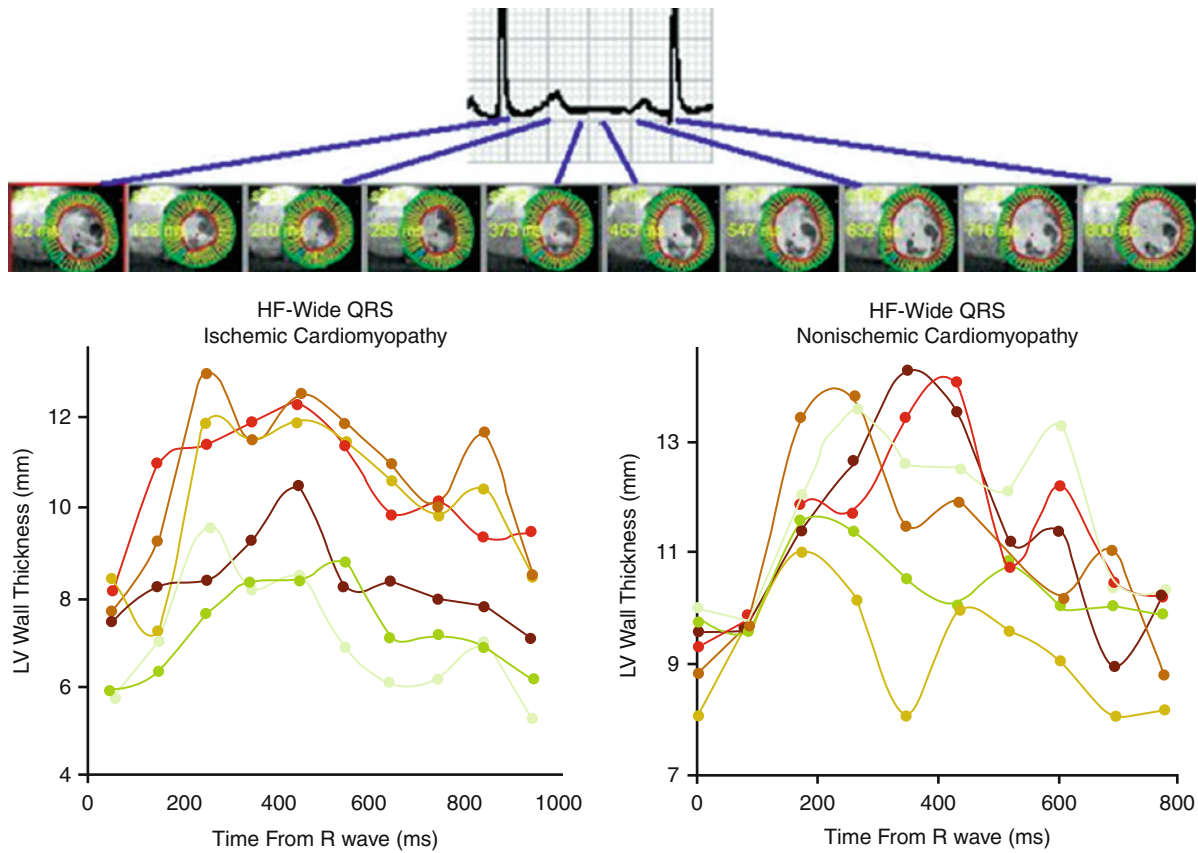 42 ms
126 ms
210 ms
295 ms
379 ms
463 ms
547 ms
632 ms
716 ms
800 ms
HF-Wide QRS
Ischemic Cardiomyopathy
LV Wall Thickness (mm)
12
10
8
6
4
0 200 400 600 800 1000
Time From R wave (ms)
HF-Wide QRS
Nonischemic Cardiomyopathy
LV Wall Thickness (mm)
13
11
9
7
0 200 400 600 800
Time From R wave (ms)